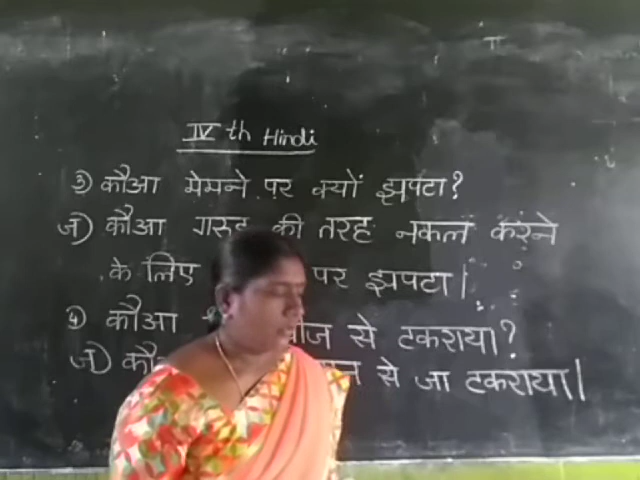 IV th Hindi
3) कौआ मेमने पर क्यों झपटा?
ज) कौआ गरुड की तरह नकल करने
के लिए पर झपटा।
4) कौआ से टकराया?
ज) से जा टकराया।